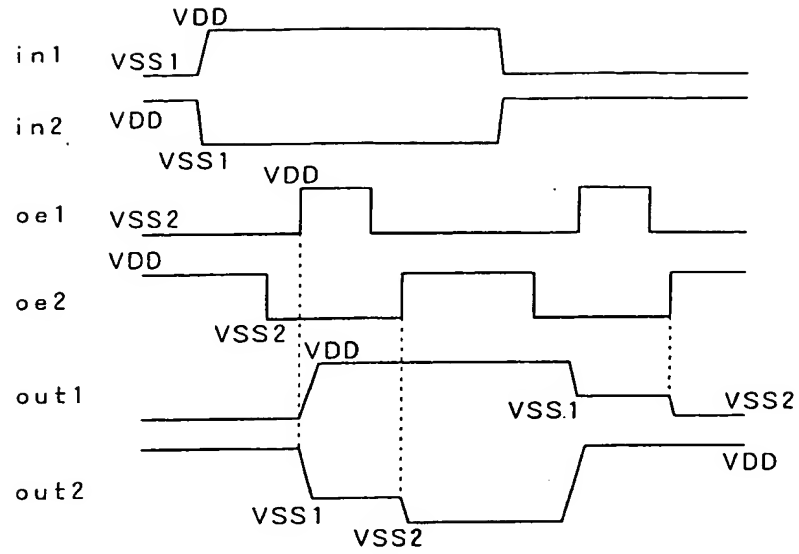 VDD
in1 VSS1
in2 VDD
VSS1
VDD
oe1 VSS2
VDD
oe2
VSS2
VDD
out1 VSS1 VSS2
VDD
out2
VSS1
VSS2